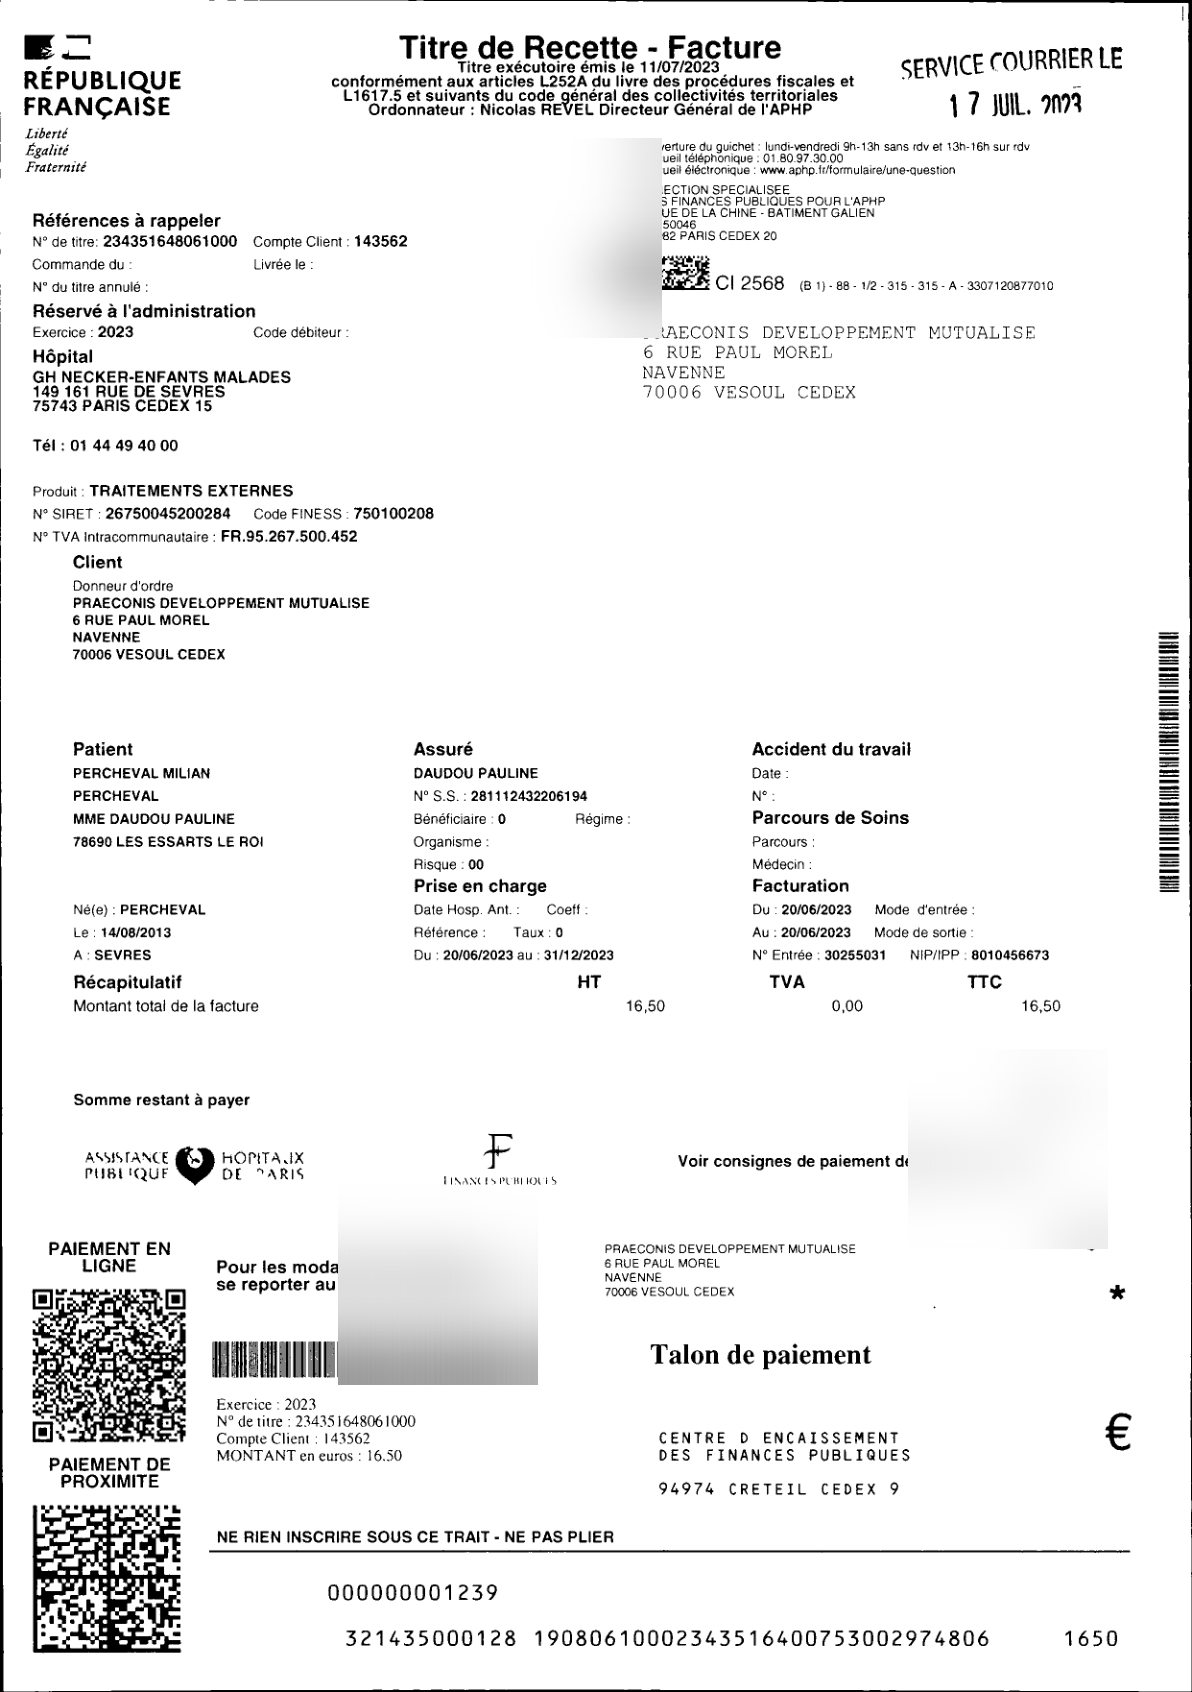 RÉPUBLIQUE
FRANÇAISE
Liberté
Égalité
Fraternité
Titre de Recette - Facture
Titre exécutoire émis le 11/07/2023
conformément aux articles L252A du livre des procédures fiscales et
L1617.5 et suivants du code général des collectivités territoriales
Ordonnateur : Nicolas REVEL Directeur Général de l'APHP
SERVICE COURRIER LE
17 JUIL. 2023
verture du guichet : lundi-vendredi 9h-13h sans rdv et 13h-16h sur rdv
ueil téléphonique : 01.80.97.30.00
ueil éléctronique : www.aphp.fr/formulaire/une-question
ECTION SPECIALISEE
S FINANCES PUBLIQUES POUR L'APHP
UE DE LA CHINE - BATIMENT GALIEN
50046
82 PARIS CEDEX 20
Références à rappeler
N° de titre: 234351648061000 Compte Client : 143562
Commande du : Livrée le :
N° du titre annulé :
CI 2568 (B 1) - 88 - 1/2 - 315 - 315 - A - 3307120877010
Réservé à l'administration
Exercice : 2023 Code débiteur :
RAECONIS DEVELOPPEMENT MUTUALISE
6 RUE PAUL MOREL
NAVENNE
70006 VESOUL CEDEX
Hôpital
GH NECKER-ENFANTS MALADES
149 161 RUE DE SEVRES
75743 PARIS CEDEX 15
Tél : 01 44 49 40 00
Produit : TRAITEMENTS EXTERNES
N° SIRET : 26750045200284 Code FINESS : 750100208
N° TVA Intracommunautaire : FR.95.267.500.452
Client
Donneur d'ordre
PRAECONIS DEVELOPPEMENT MUTUALISE
6 RUE PAUL MOREL
NAVENNE
70006 VESOUL CEDEX
Patient
PERCHEVAL MILIAN
PERCHEVAL
MME DAUDOU PAULINE
78690 LES ESSARTS LE ROI
Né(e) : PERCHEVAL
Le : 14/08/2013
A : SEVRES
Assuré
DAUDOU PAULINE
N° S.S. : 281112432206194
Bénéficiaire : 0 Régime :
Organisme :
Risque : 00
Prise en charge
Date Hosp. Ant. : Coeff :
Référence : Taux : 0
Du : 20/06/2023 au : 31/12/2023
Accident du travail
Date :
N° :
Parcours de Soins
Parcours :
Médecin :
Facturation
Du : 20/06/2023 Mode d'entrée :
Au : 20/06/2023 Mode de sortie :
N° Entrée : 30255031 NIP/IPP : 8010456673
Récapitulatif HT TVA TTC
Montant total de la facture 16,50 0,00 16,50
Somme restant à payer
ASSISTANCE HOPITAUX
PUBLIQUE DE PARIS
FINANCES PUBLIQUES
Voir consignes de paiement de
PAIEMENT EN
LIGNE
Pour les moda
se reporter au
PRAECONIS DEVELOPPEMENT MUTUALISE
6 RUE PAUL MOREL
NAVENNE
70006 VESOUL CEDEX
*
Talon de paiement
Exercice : 2023
N° de titre : 234351648061000
Compte Client : 143562
MONTANT en euros : 16.50
€
CENTRE D ENCAISSEMENT
DES FINANCES PUBLIQUES
94974 CRETEIL CEDEX 9
PAIEMENT DE
PROXIMITE
NE RIEN INSCRIRE SOUS CE TRAIT - NE PAS PLIER
000000001239
321435000128 19080610002343516400753002974806 1650